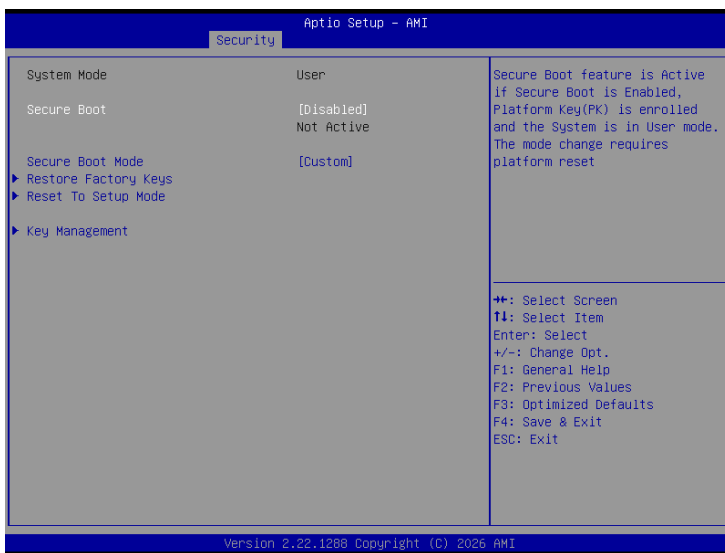 Aptio Setup – AMI
Security
System Mode User
Secure Boot [Disabled]
Not Active
Secure Boot Mode [Custom]
Restore Factory Keys
Reset To Setup Mode
Key Management
Secure Boot feature is Active
if Secure Boot is Enabled,
Platform Key(PK) is enrolled
and the System is in User mode.
The mode change requires
platform reset
→←: Select Screen
↑↓: Select Item
Enter: Select
+/-: Change Opt.
F1: General Help
F2: Previous Values
F3: Optimized Defaults
F4: Save & Exit
ESC: Exit
Version 2.22.1288 Copyright (C) 2026 AMI